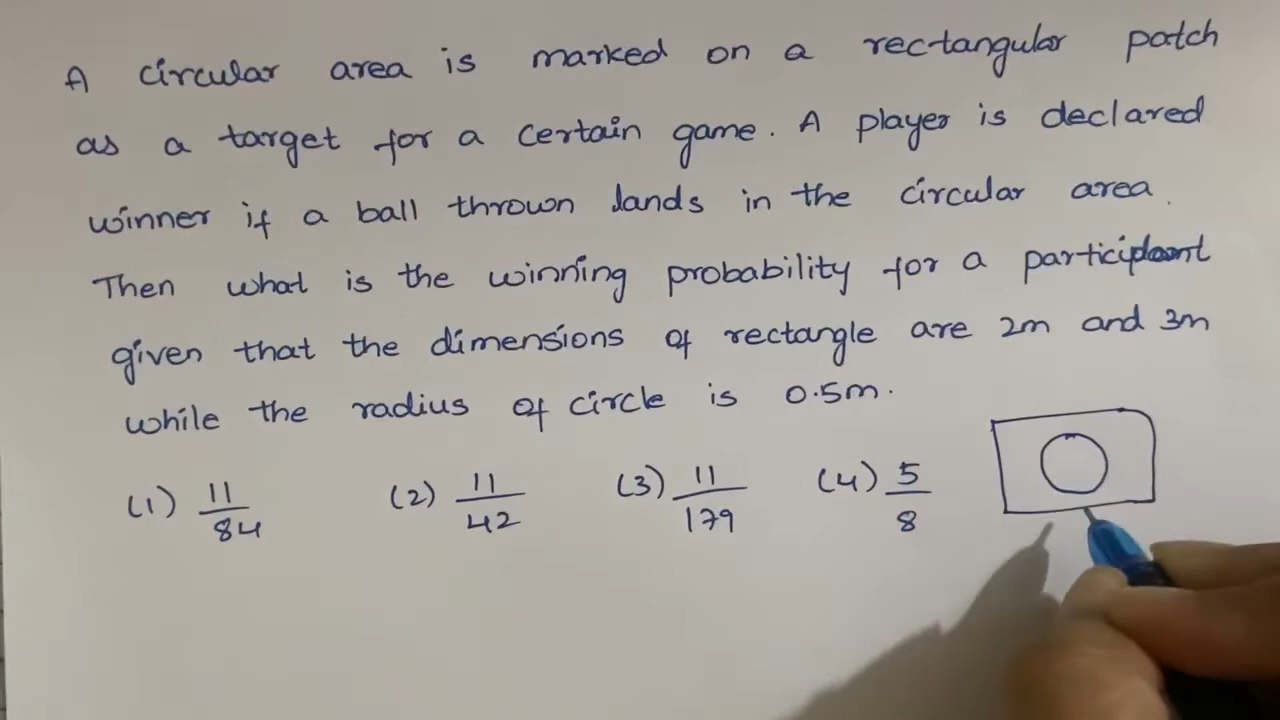 A circular area is marked on a rectangular patch
as a target for a certain game. A player is declared
winner if a ball thrown lands in the circular area.
Then what is the winning probability for a participant
given that the dimensions of rectangle are 2m and 3m
while the radius of circle is 0.5m.
(1) 11/84 (2) 11/42 (3) 11/179 (4) 5/8